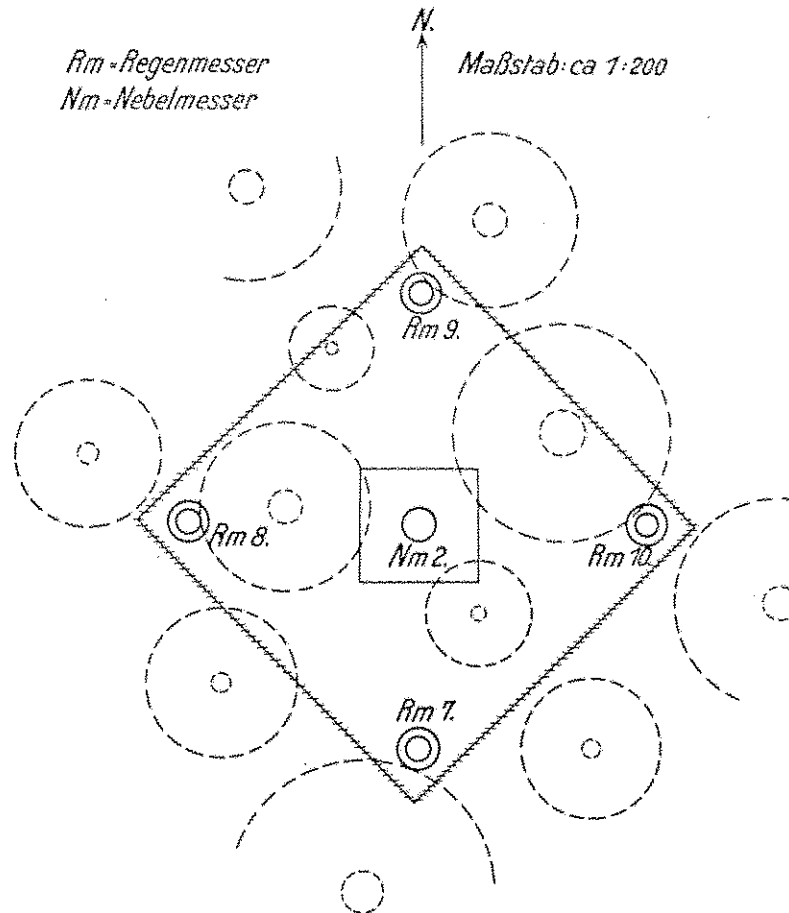 N.
Rm = Regenmesser
Nm = Nebelmesser
Maßstab: ca 1:200
Rm 9.
Rm 8.
Nm 2.
Rm 10.
Rm 7.